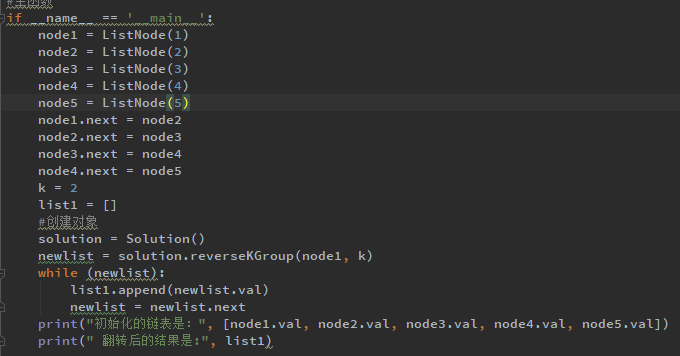 #主函数
if __name__ == '__main__':
    node1 = ListNode(1)
    node2 = ListNode(2)
    node3 = ListNode(3)
    node4 = ListNode(4)
    node5 = ListNode(5)
    node1.next = node2
    node2.next = node3
    node3.next = node4
    node4.next = node5
    k = 2
    list1 = []
    #创建对象
    solution = Solution()
    newlist = solution.reverseKGroup(node1, k)
    while (newlist):
        list1.append(newlist.val)
        newlist = newlist.next
    print("初始化的链表是：", [node1.val, node2.val, node3.val, node4.val, node5.val])
    print(" 翻转后的结果是:", list1)